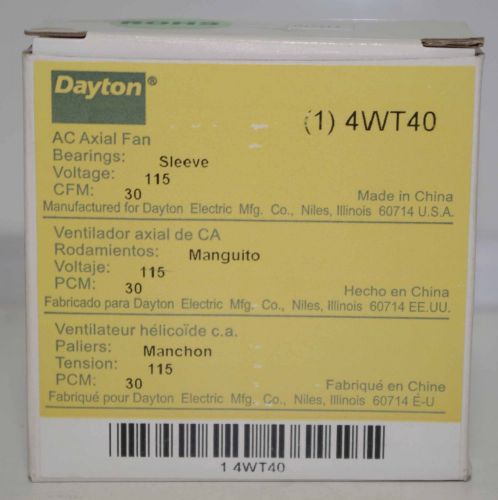 ROHS
Dayton®
(1) 4WT40
AC Axial Fan
Bearings: Sleeve
Voltage: 115
CFM: 30
Made in China
Manufactured for Dayton Electric Mfg. Co., Niles, Illinois 60714 U.S.A.
Ventilador axial de CA
Rodamientos: Manguito
Voltaje: 115
PCM: 30
Hecho en China
Fabricado para Dayton Electric Mfg. Co., Niles, Illinois 60714 EE.UU.
Ventilateur hélicoïde c.a.
Paliers: Manchon
Tension: 115
PCM: 30
Fabriqué en Chine
Fabriqué pour Dayton Electric Mfg. Co., Niles, Illinois 60714 É-U
1 4WT40